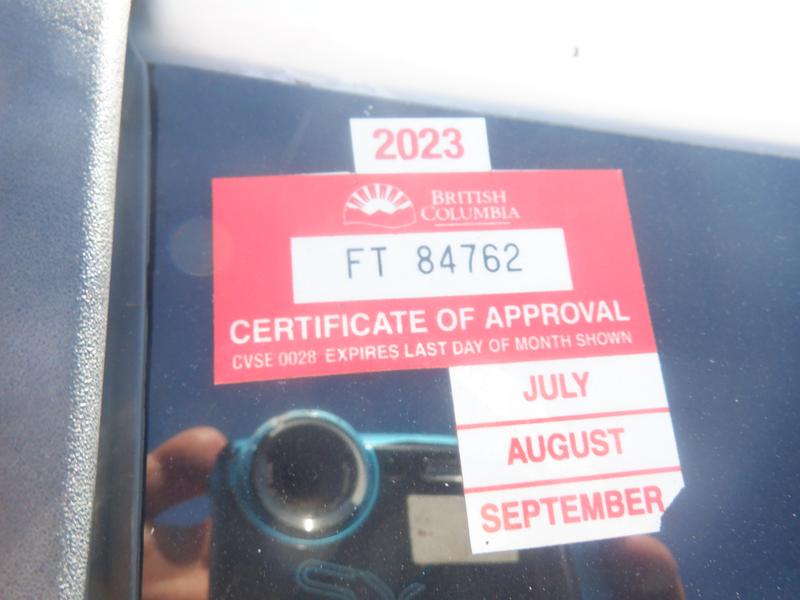 2023
BRITISH
COLUMBIA
FT 84762
CERTIFICATE OF APPROVAL
CVSE 0028 EXPIRES LAST DAY OF MONTH SHOWN
JULY
AUGUST
SEPTEMBER